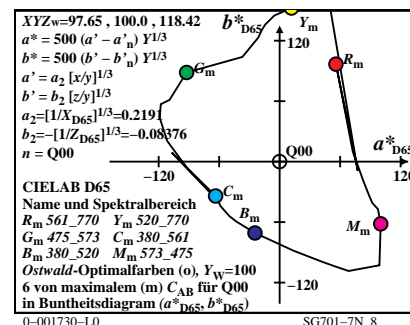 XYZw=97.65 , 100.0 , 118.42
a* = 500 (a’ - a’n ) Y1/3
b* = 500 (b’ - b’n ) Y1/3
a’ = a2 [x/y]1/3
b’ = b2 [z/y]1/3
a2=[1/XD65]1/3=0.2191
b2=-[1/ZD65]1/3=-0.08376
n = Q00
b*D65
Ym
120
Rm
Gm
Q00
a*D65
-120
120
CIELAB D65
Name und Spektralbereich
Rm 561_770 Ym 520_770
Gm 475_573 Cm 380_561
Bm 380_520 Mm 573_475
Ostwald-Optimalfarben (o), YW=100
6 von maximalem (m) CAB für Q00
in Buntheitsdiagram (a*D65, b*D65)
Cm
Bm
Mm
-120
0-001730-L0
SG701-7N_8